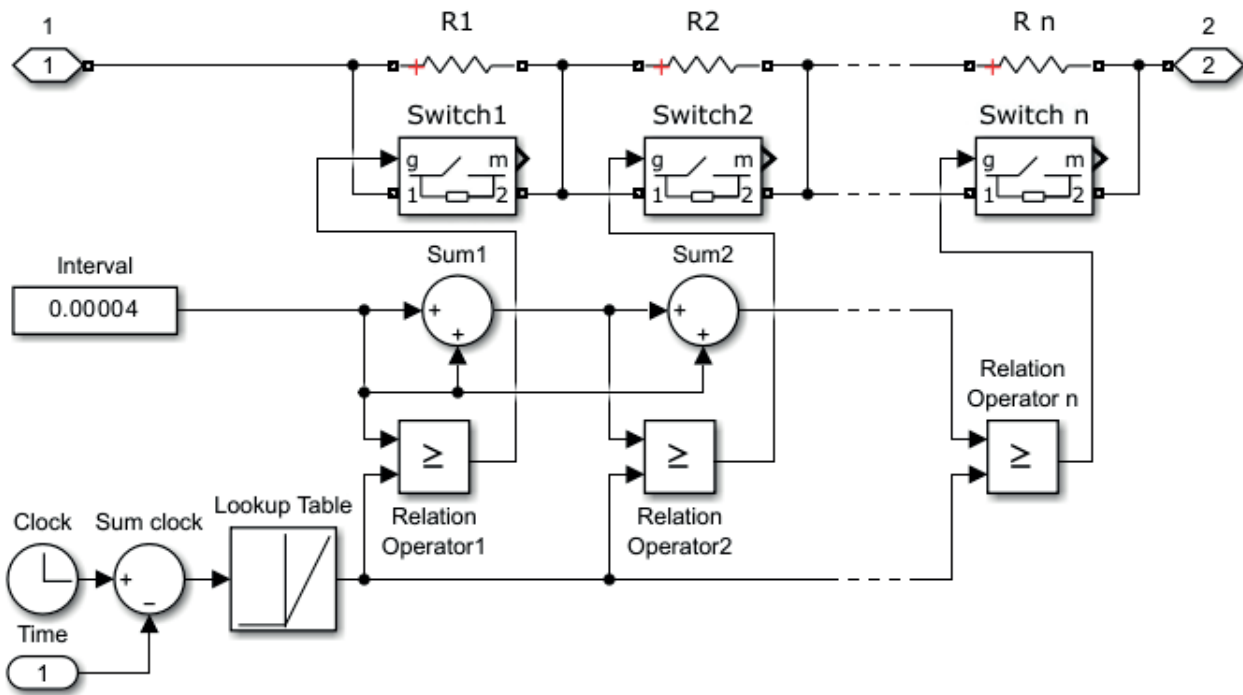 1
R1
R2
R n
2
1
2
Switch1
Switch2
Switch n
g m
1 2
g m
1 2
g m
1 2
Interval
0.00004
Sum1
+
+
Sum2
+
+
Relation
Operator n
≥
≥
≥
Relation
Operator1
Relation
Operator2
Clock
Sum clock
Lookup Table
+
−
Time
1